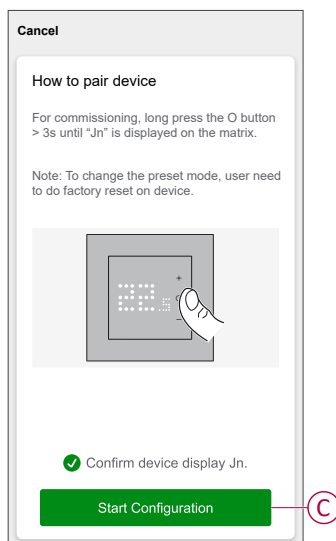 Cancel
How to pair device
For commissioning, long press the O button
> 3s until “Jn” is displayed on the matrix.
Note: To change the preset mode, user need
to do factory reset on device.
22.5
+
O
–
Confirm device display Jn.
Start Configuration
C